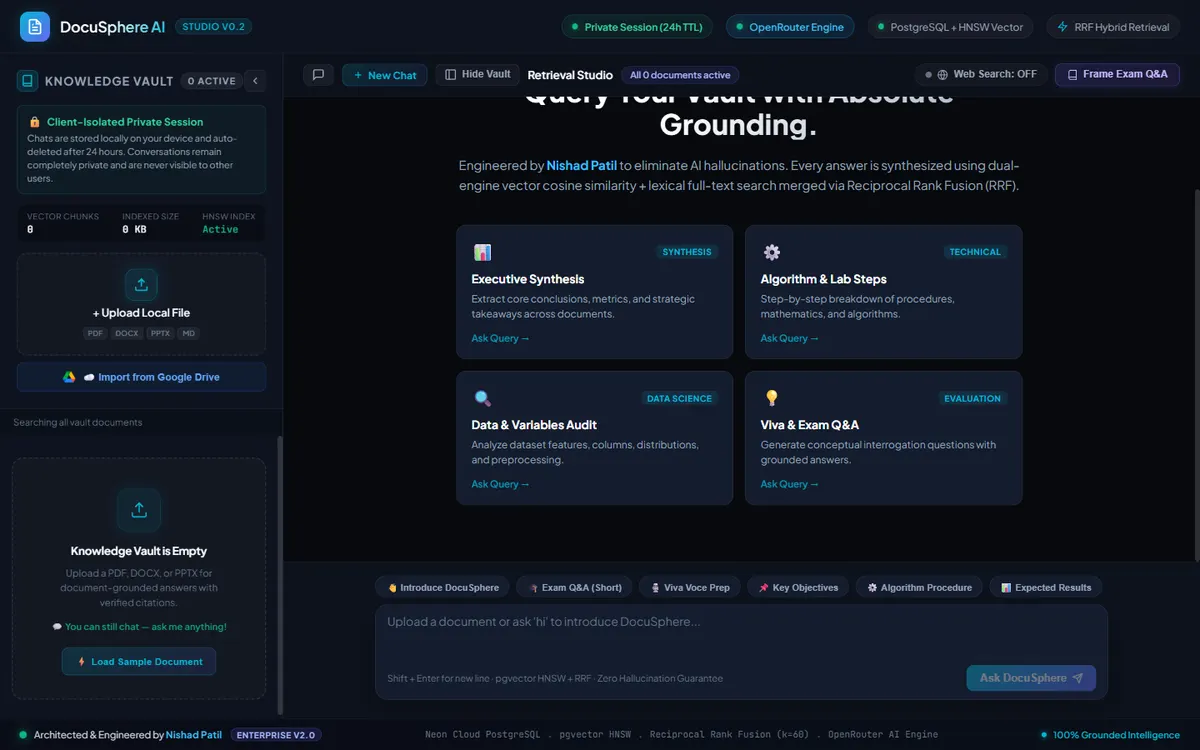 DocuSphere AI STUDIO V0.2
Private Session (24h TTL) OpenRouter Engine PostgreSQL + HNSW Vector RRF Hybrid Retrieval
KNOWLEDGE VAULT 0 ACTIVE
Client-Isolated Private Session
Chats are stored locally on your device and auto-
deleted after 24 hours. Conversations remain
completely private and are never visible to other
users.
VECTOR CHUNKS INDEXED SIZE HNSW INDEX
0 0 KB Active
+ Upload Local File
PDF DOCX PPTX MD
Import from Google Drive
Searching all vault documents
Knowledge Vault is Empty
Upload a PDF, DOCX, or PPTX for
document-grounded answers with
verified citations.
You can still chat — ask me anything!
Load Sample Document
+ New Chat Hide Vault Retrieval Studio All 0 documents active Web Search: OFF Frame Exam Q&A
Query Your Vault with Absolute
Grounding.
Engineered by Nishad Patil to eliminate AI hallucinations. Every answer is synthesized using dual-
engine vector cosine similarity + lexical full-text search merged via Reciprocal Rank Fusion (RRF).
SYNTHESIS
Executive Synthesis
Extract core conclusions, metrics, and strategic
takeaways across documents.
Ask Query →
TECHNICAL
Algorithm & Lab Steps
Step-by-step breakdown of procedures,
mathematics, and algorithms.
Ask Query →
DATA SCIENCE
Data & Variables Audit
Analyze dataset features, columns, distributions,
and preprocessing.
Ask Query →
EVALUATION
Viva & Exam Q&A
Generate conceptual interrogation questions with
grounded answers.
Ask Query →
Introduce DocuSphere Exam Q&A (Short) Viva Voce Prep Key Objectives Algorithm Procedure Expected Results
Upload a document or ask 'hi' to introduce DocuSphere...
Shift + Enter for new line · pgvector HNSW + RRF · Zero Hallucination Guarantee
Ask DocuSphere
Architected & Engineered by Nishad Patil ENTERPRISE V2.0
Neon Cloud PostgreSQL . pgvector HNSW . Reciprocal Rank Fusion (k=60) . OpenRouter AI Engine
100% Grounded Intelligence